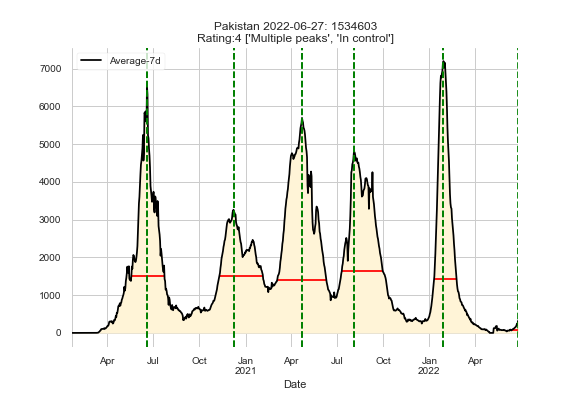 Pakistan 2022-06-27: 1534603
Rating:4 ['Multiple peaks', 'In control']
Average-7d
7000
6000
5000
4000
3000
2000
1000
0
Apr Jul Oct Jan Apr Jul Oct Jan Apr
2021 2022
Date